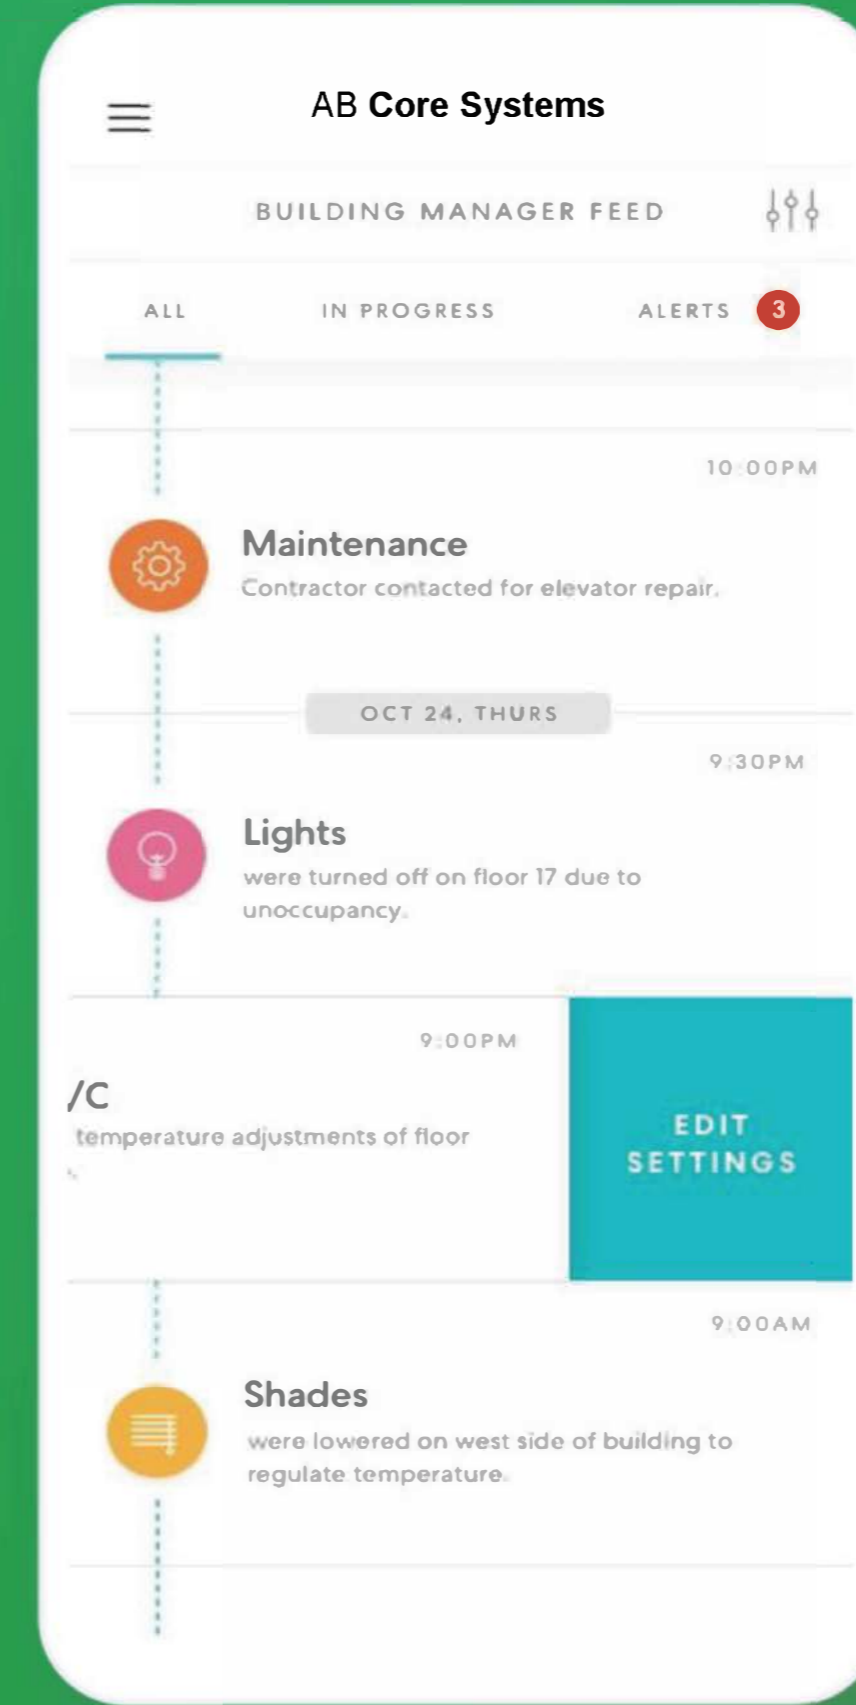 AB Core Systems
BUILDING MANAGER FEED
ALL
IN PROGRESS
ALERTS
3
10:00PM
Maintenance
Contractor contacted for elevator repair.
OCT 24, THURS
9:30PM
Lights
were turned off on floor 17 due to
unoccupancy.
9:00PM
/C
temperature adjustments of floor
EDIT
SETTINGS
9:00AM
Shades
were lowered on west side of building to
regulate temperature.